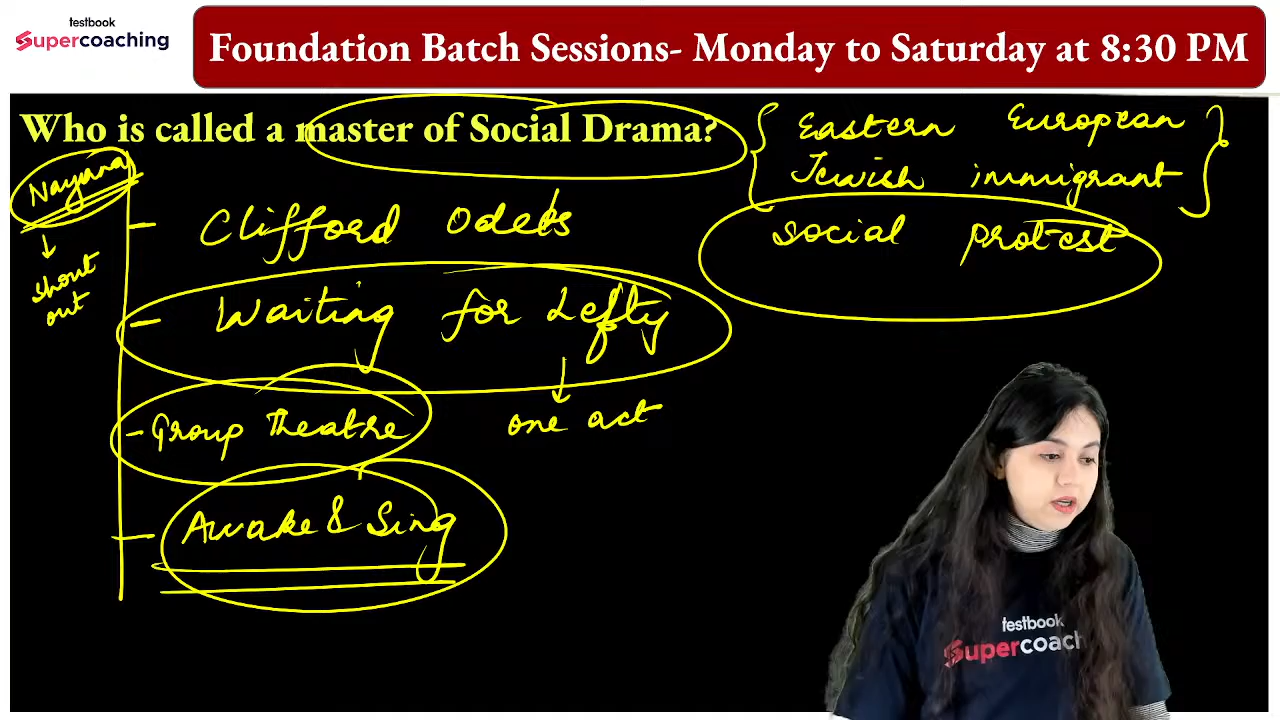 testbook
Supercoaching
Foundation Batch Sessions- Monday to Saturday at 8:30 PM
Who is called a master of Social Drama?
Nayana
shout
out
Clifford Odets
Waiting for Lefty
one act
Group Theatre
Awake & Sing
Eastern European
Jewish immigrant
social protest
testbook
Supercoach